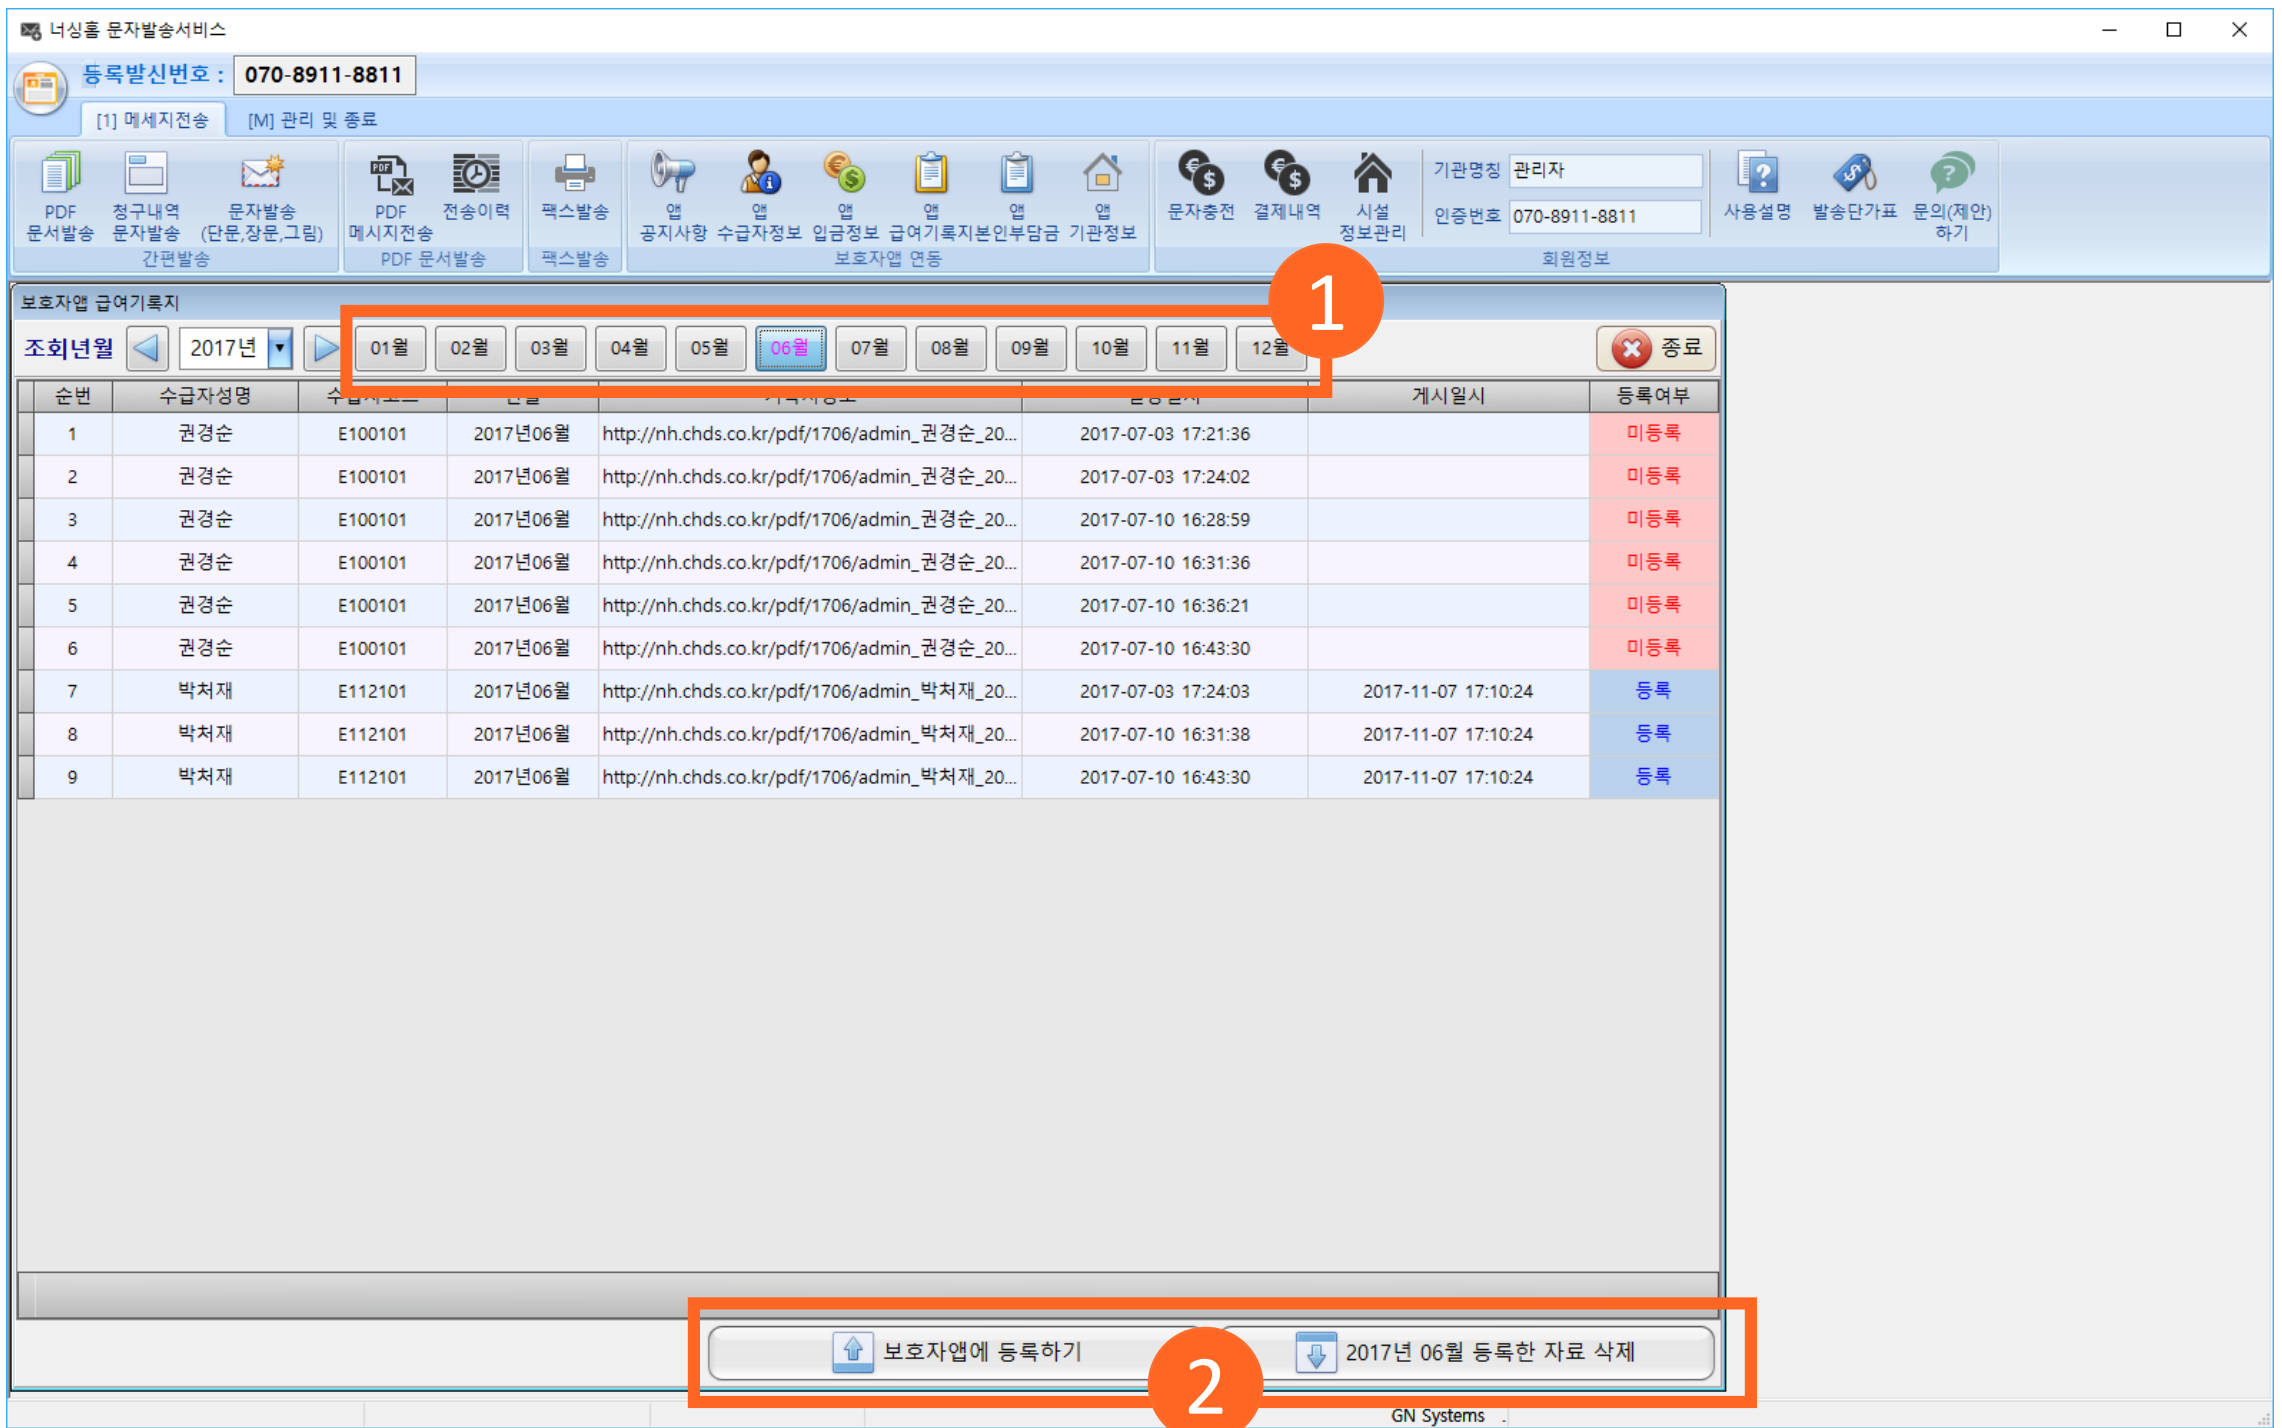 너싱홈 문자발송서비스
등록발신번호 : 070-8911-8811
[1] 메세지전송 [M] 관리 및 종료
PDF 문서발송
청구내역 문자발송
문자발송 (단문,장문,그림)
간편발송
PDF 메시지전송
전송이력
PDF 문서발송
팩스발송
팩스발송
앱 공지사항
앱 수급자정보
앱 입금정보
앱 급여기록지
앱 본인부담금
앱 기관정보
보호자앱 연동
문자충전
결제내역
시설 정보관리
기관명칭 관리자
인증번호 070-8911-8811
회원정보
사용설명
발송단가표
문의(제안) 하기
보호자앱 급여기록지
1
조회년월 2017년 01월 02월 03월 04월 05월 06월 07월 08월 09월 10월 11월 12월 종료
순번 수급자성명 게시일시 등록여부
1 권경순 E100101 2017년06월 http://nh.chds.co.kr/pdf/1706/admin_권경순_20... 2017-07-03 17:21:36 미등록
2 권경순 E100101 2017년06월 http://nh.chds.co.kr/pdf/1706/admin_권경순_20... 2017-07-03 17:24:02 미등록
3 권경순 E100101 2017년06월 http://nh.chds.co.kr/pdf/1706/admin_권경순_20... 2017-07-10 16:28:59 미등록
4 권경순 E100101 2017년06월 http://nh.chds.co.kr/pdf/1706/admin_권경순_20... 2017-07-10 16:31:36 미등록
5 권경순 E100101 2017년06월 http://nh.chds.co.kr/pdf/1706/admin_권경순_20... 2017-07-10 16:36:21 미등록
6 권경순 E100101 2017년06월 http://nh.chds.co.kr/pdf/1706/admin_권경순_20... 2017-07-10 16:43:30 미등록
7 박처재 E112101 2017년06월 http://nh.chds.co.kr/pdf/1706/admin_박처재_20... 2017-07-03 17:24:03 2017-11-07 17:10:24 등록
8 박처재 E112101 2017년06월 http://nh.chds.co.kr/pdf/1706/admin_박처재_20... 2017-07-10 16:31:38 2017-11-07 17:10:24 등록
9 박처재 E112101 2017년06월 http://nh.chds.co.kr/pdf/1706/admin_박처재_20... 2017-07-10 16:43:30 2017-11-07 17:10:24 등록
보호자앱에 등록하기 2017년 06월 등록한 자료 삭제
2
GN Systems .